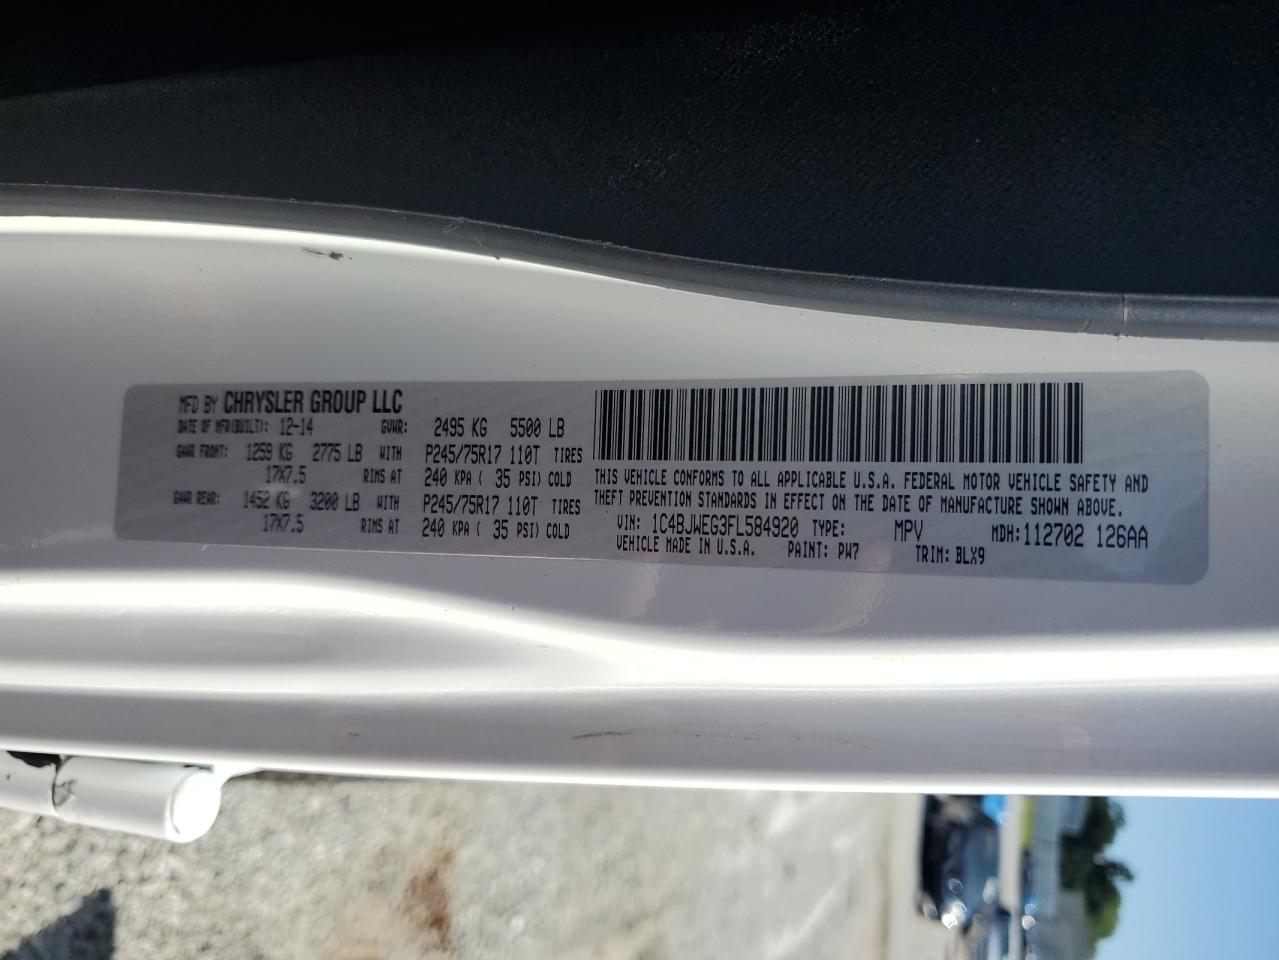 MFD BY CHRYSLER GROUP LLC
DATE OF MFR(BUILT): 12-14 GVWR: 2495 KG 5500 LB
GAWR FRONT: 1259 KG 2775 LB WITH P245/75R17 110T TIRES
17X7.5 RIMS AT 240 KPA ( 35 PSI) COLD
GAWR REAR: 1452 KG 3200 LB WITH P245/75R17 110T TIRES
17X7.5 RIMS AT 240 KPA ( 35 PSI) COLD
THIS VEHICLE CONFORMS TO ALL APPLICABLE U.S.A. FEDERAL MOTOR VEHICLE SAFETY AND
THEFT PREVENTION STANDARDS IN EFFECT ON THE DATE OF MANUFACTURE SHOWN ABOVE.
VIN: 1C4BJWEG3FL584920 TYPE: MPV MDH:112702 126AA
VEHICLE MADE IN U.S.A. PAINT: PW7 TRIM: BLX9